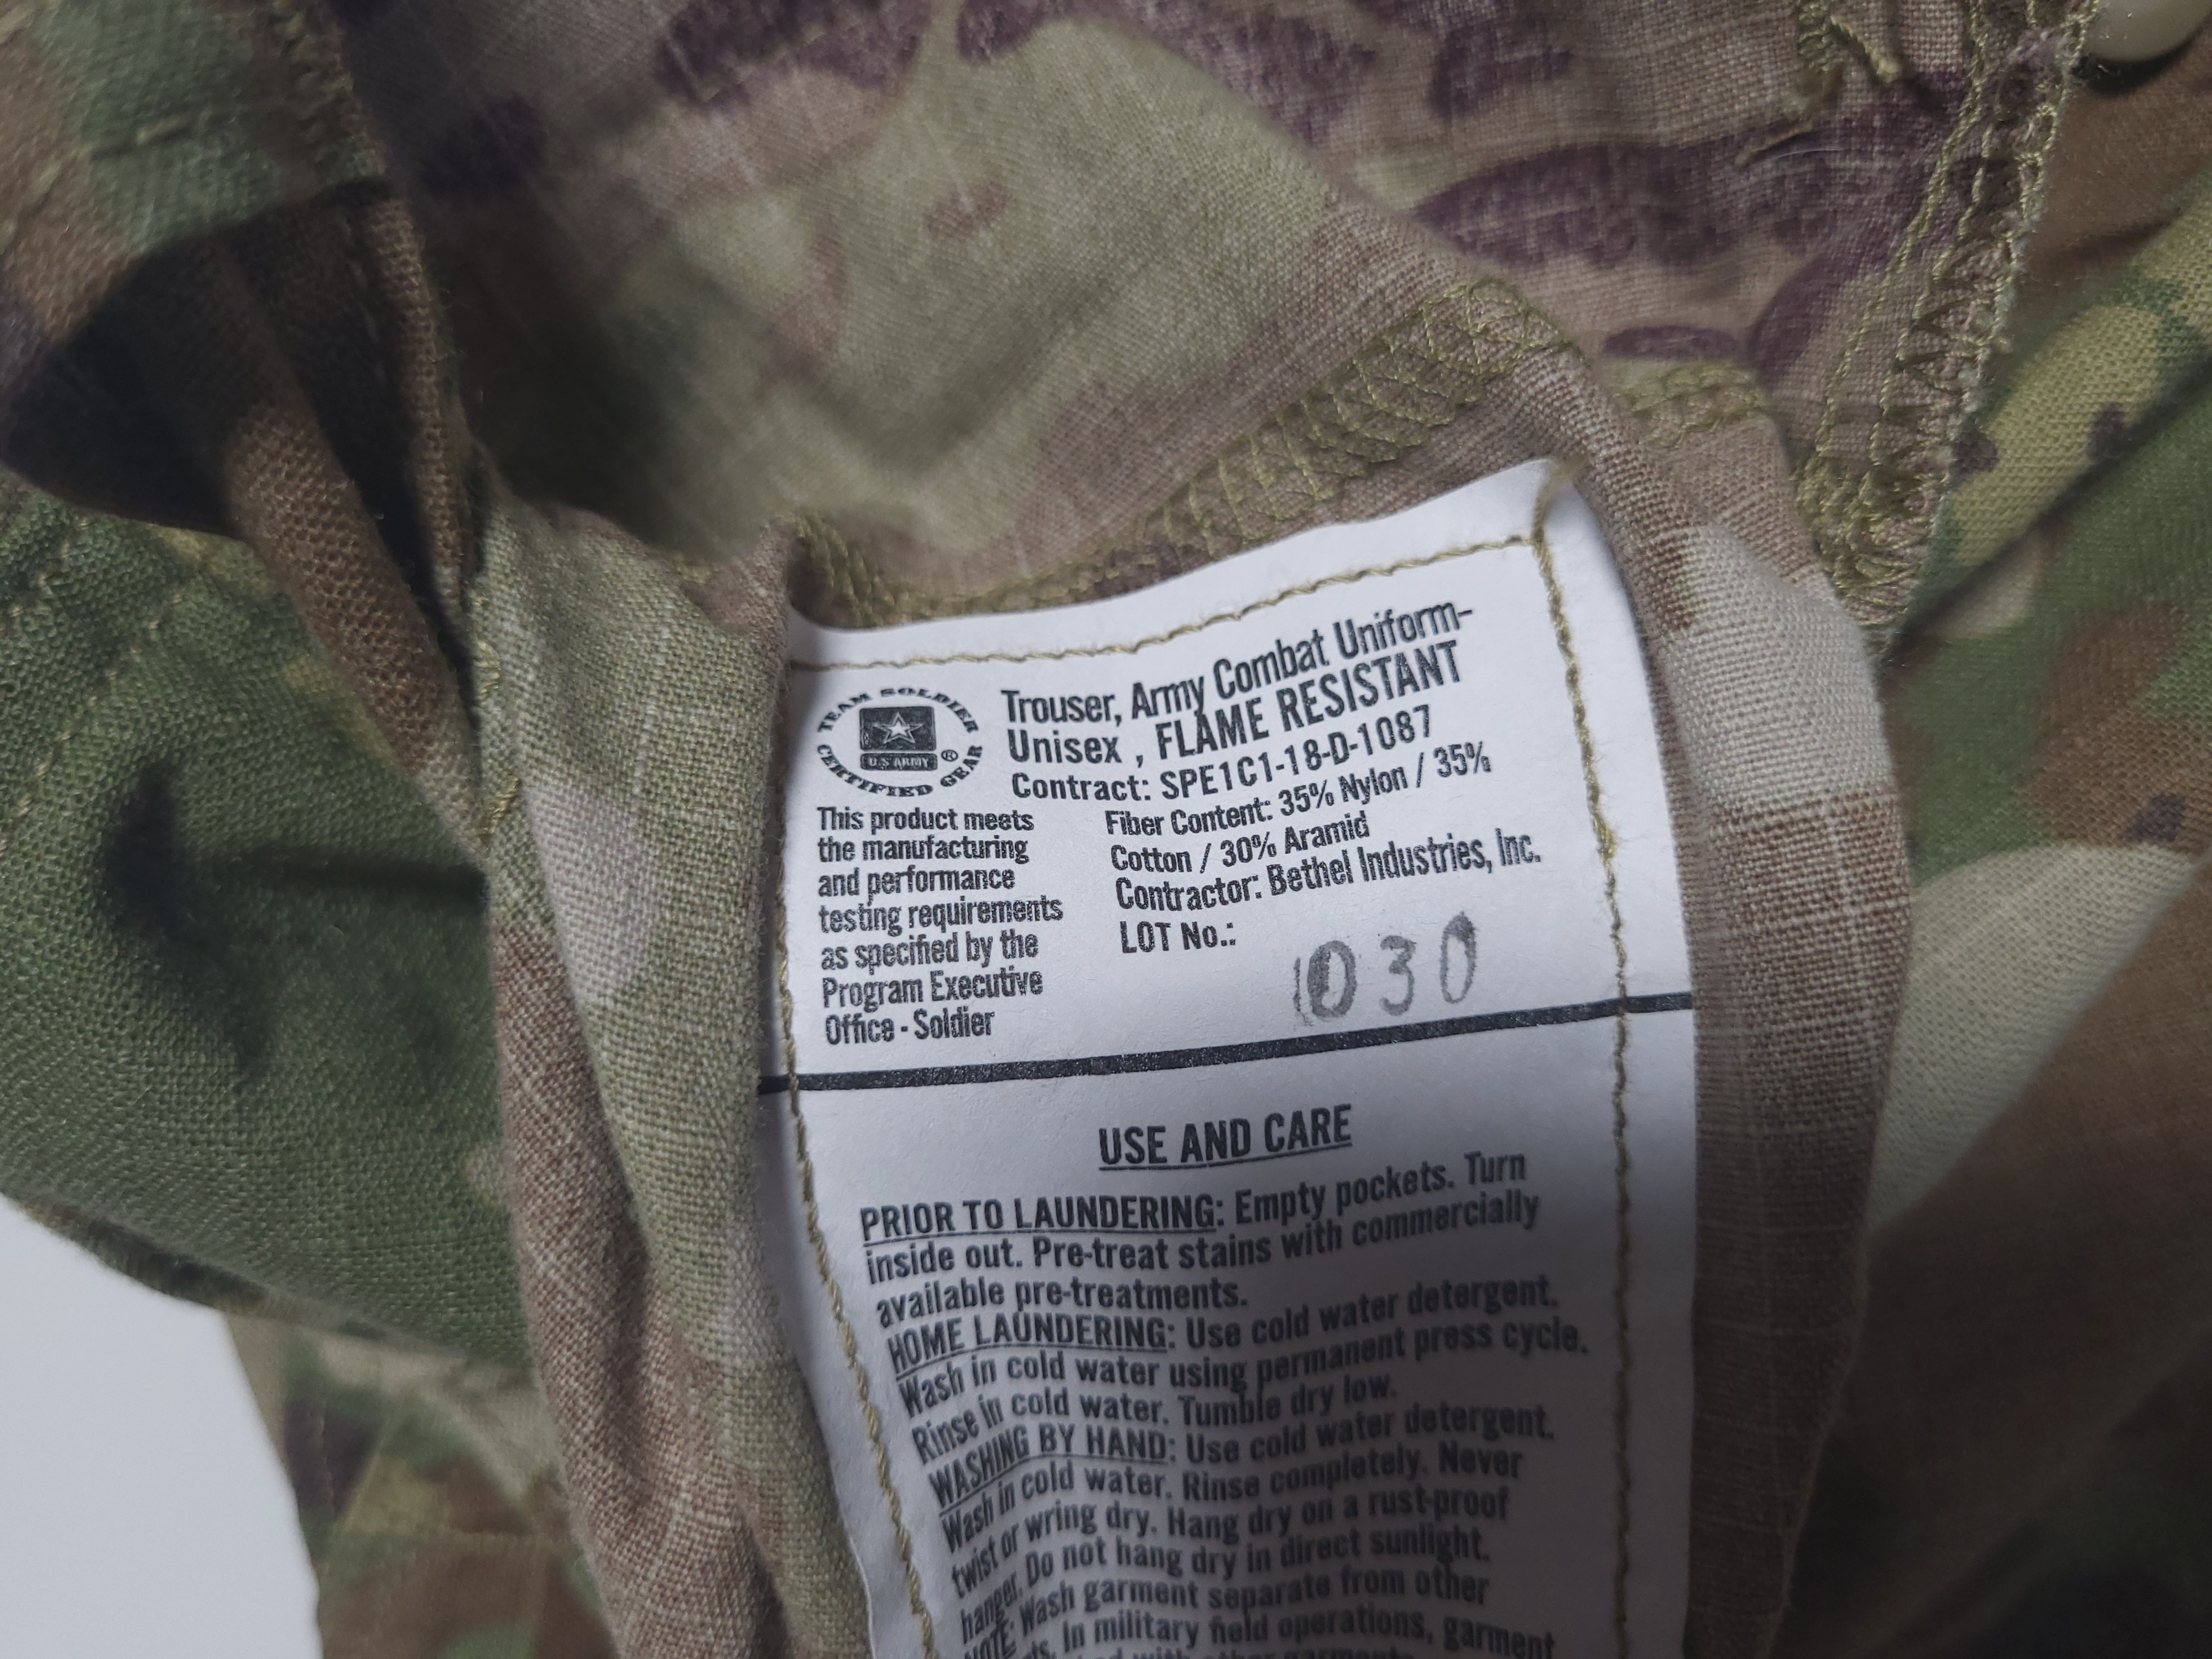 TEAM SOLDIER
U.S ARMY ®
CERTIFIED GEAR
Trouser, Army Combat Uniform-
Unisex , FLAME RESISTANT
Contract: SPE1C1-18-D-1087
This product meets
the manufacturing
and performance
testing requirements
as specified by the
Program Executive
Office - Soldier
Fiber Content: 35% Nylon / 35%
Cotton / 30% Aramid
Contractor: Bethel Industries, Inc.
LOT No.:
030
USE AND CARE
PRIOR TO LAUNDERING: Empty pockets. Turn
inside out. Pre-treat stains with commercially
available pre-treatments.
HOME LAUNDERING: Use cold water detergent.
Wash in cold water using permanent press cycle.
Rinse in cold water. Tumble dry low.
WASHING BY HAND: Use cold water detergent.
Wash in cold water. Rinse completely. Never
twist or wring dry. Hang dry on a rust-proof
hanger. Do not hang dry in direct sunlight.
NOTE: Wash garment separate from other
In military field operations, garment
with other garments